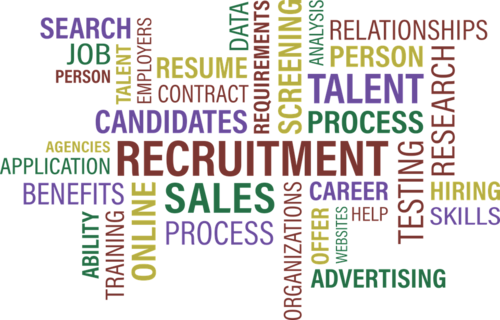 SEARCH
JOB
PERSON
TALENT
EMPLOYERS
RESUME
CONTRACT
DATA
REQUIREMENTS
SCREENING
ANALYSIS
RELATIONSHIPS
PERSON
TALENT
PROCESS
RESEARCH
CANDIDATES
AGENCIES
APPLICATION
RECRUITMENT
BENEFITS
ABILITY
TRAINING
ONLINE
SALES
PROCESS
ORGANIZATIONS
CAREER
OFFER
WEBSITES
HELP
TESTING
HIRING
SKILLS
ADVERTISING